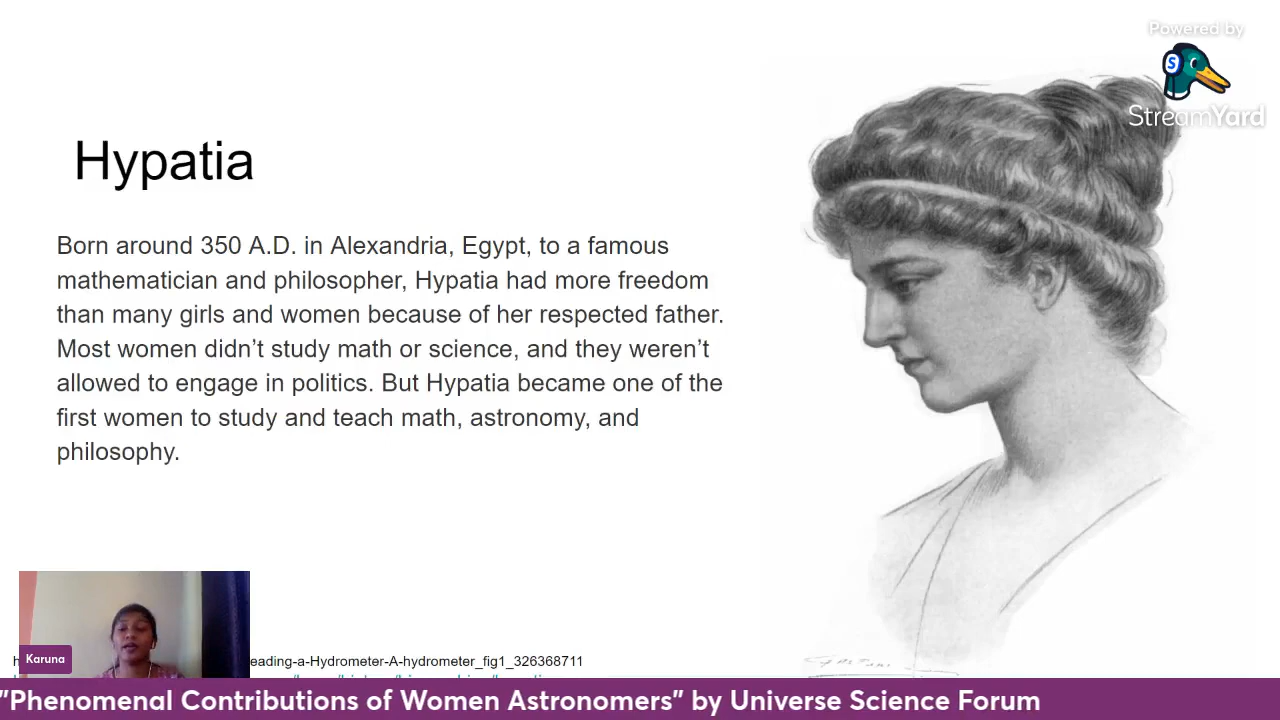 Powered by
S
StreamYard
Hypatia
Born around 350 A.D. in Alexandria, Egypt, to a famous
mathematician and philosopher, Hypatia had more freedom
than many girls and women because of her respected father.
Most women didn’t study math or science, and they weren’t
allowed to engage in politics. But Hypatia became one of the
first women to study and teach math, astronomy, and
philosophy.
Karuna
eading-a-Hydrometer-A-hydrometer_fig1_326368711
"Phenomenal Contributions of Women Astronomers" by Universe Science Forum